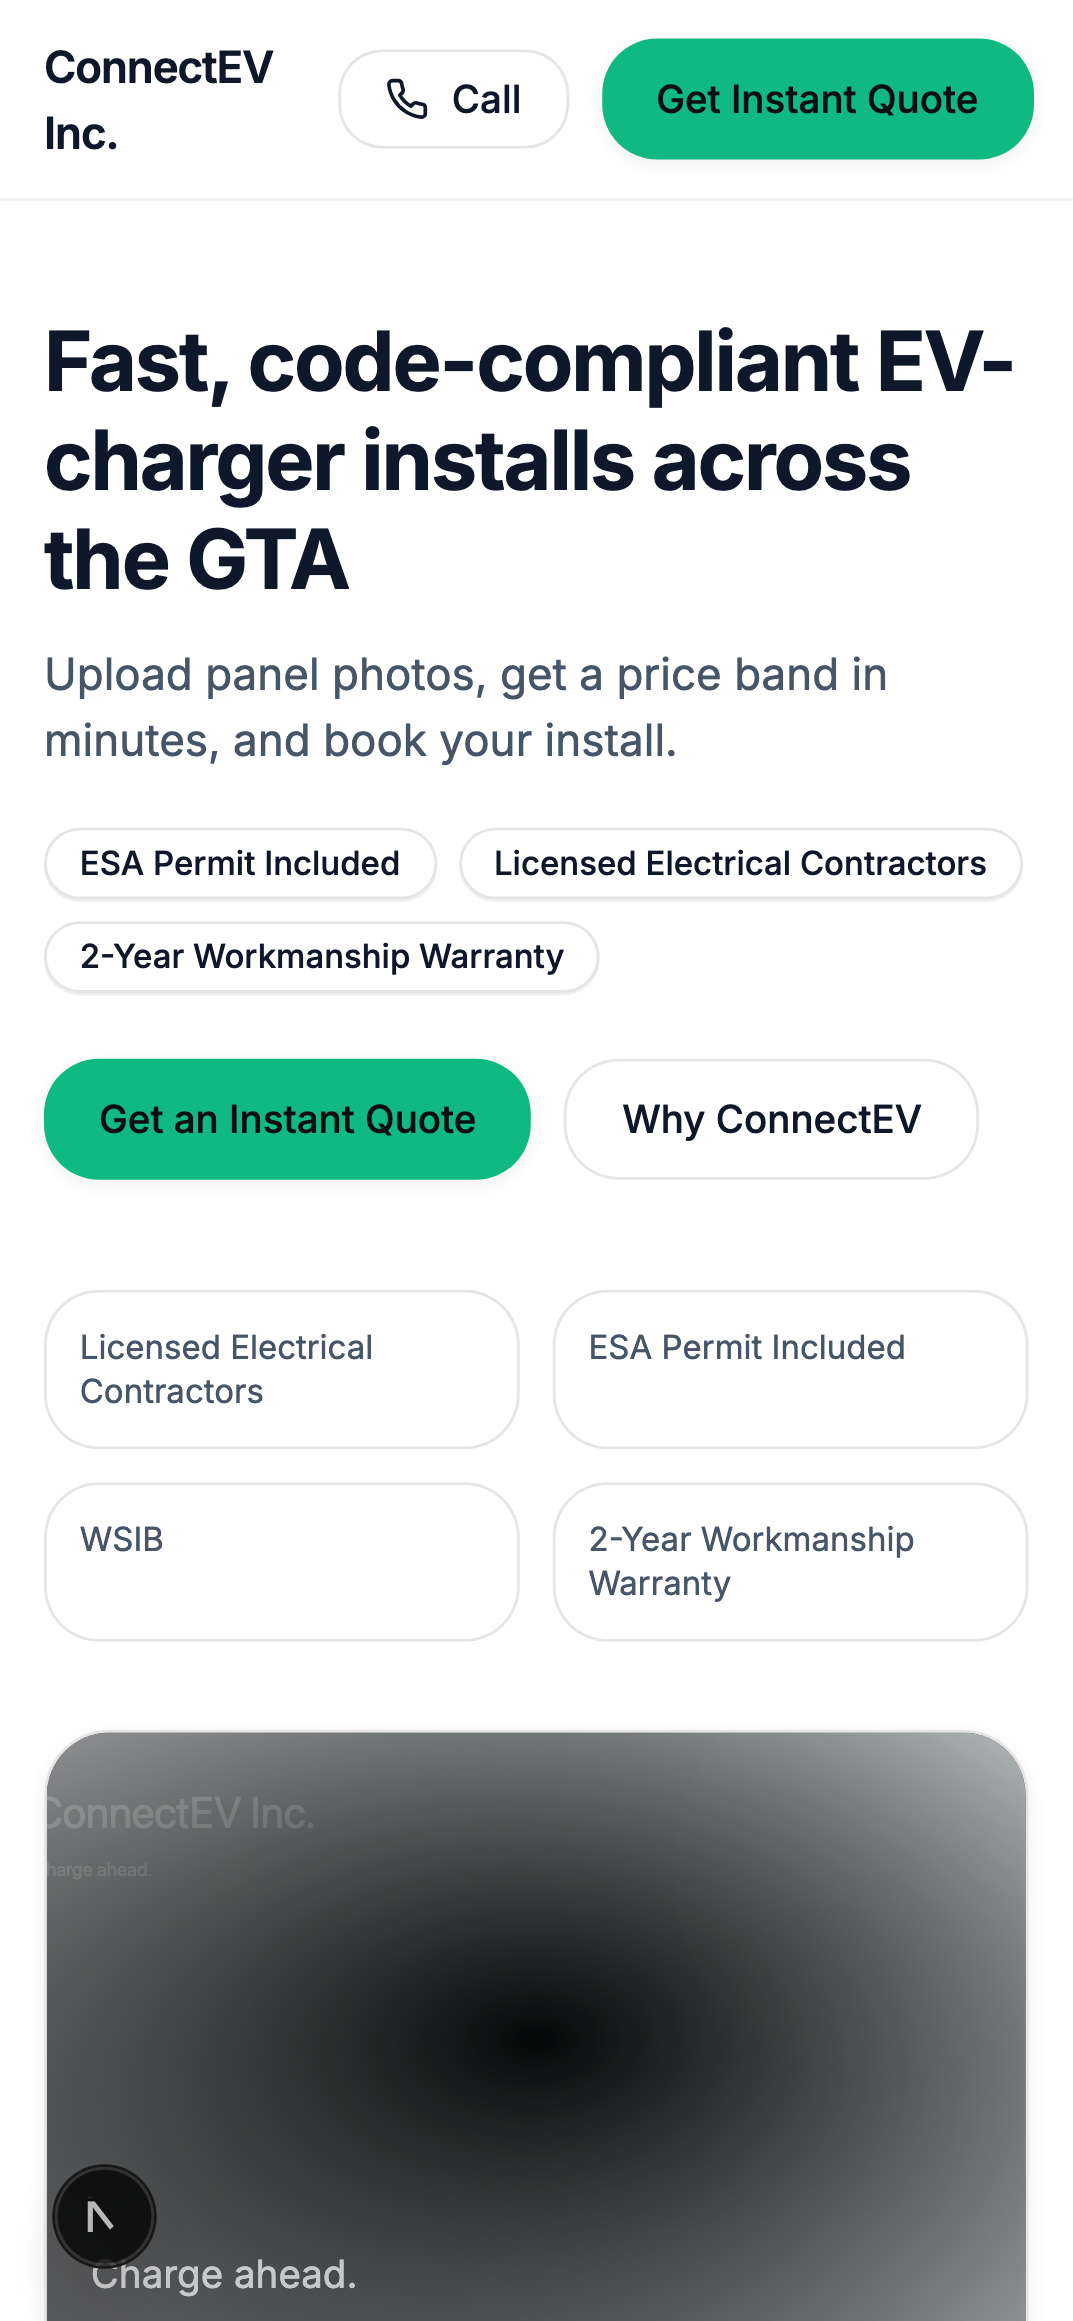 ConnectEV
Inc.
Call
Get Instant Quote
Fast, code-compliant EV-
charger installs across
the GTA
Upload panel photos, get a price band in
minutes, and book your install.
ESA Permit Included
Licensed Electrical Contractors
2-Year Workmanship Warranty
Get an Instant Quote
Why ConnectEV
Licensed Electrical
Contractors
ESA Permit Included
WSIB
2-Year Workmanship
Warranty
ConnectEV Inc.
harge ahead.
N
Charge ahead.